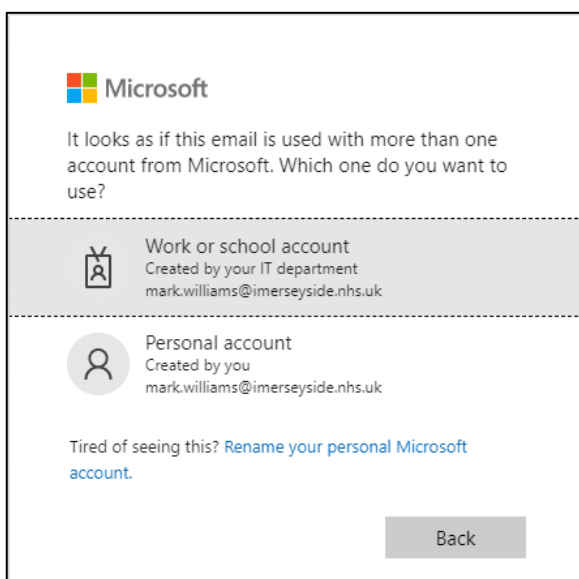 Microsoft
It looks as if this email is used with more than one
account from Microsoft. Which one do you want to
use?
Work or school account
Created by your IT department
mark.williams@imerseyside.nhs.uk
Personal account
Created by you
mark.williams@imerseyside.nhs.uk
Tired of seeing this? Rename your personal Microsoft
account.
Back